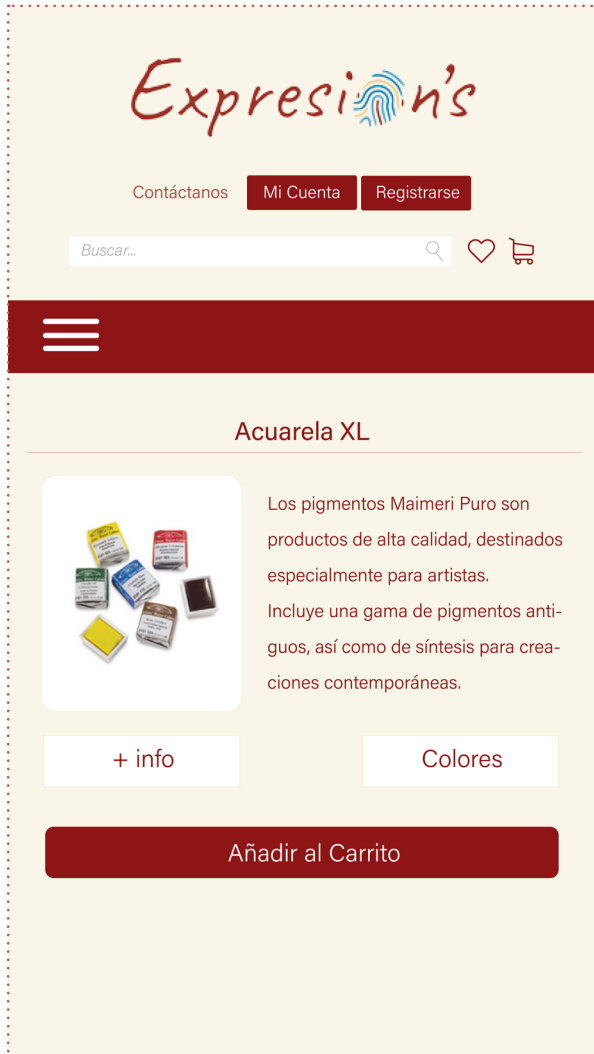 Expresión's
Contáctanos Mi Cuenta Registrarse
Buscar...
Acuarela XL
Los pigmentos Maimeri Puro son
productos de alta calidad, destinados
especialmente para artistas.
Incluye una gama de pigmentos anti-
guos, así como de síntesis para crea-
ciones contemporáneas.
+ info Colores
Añadir al Carrito